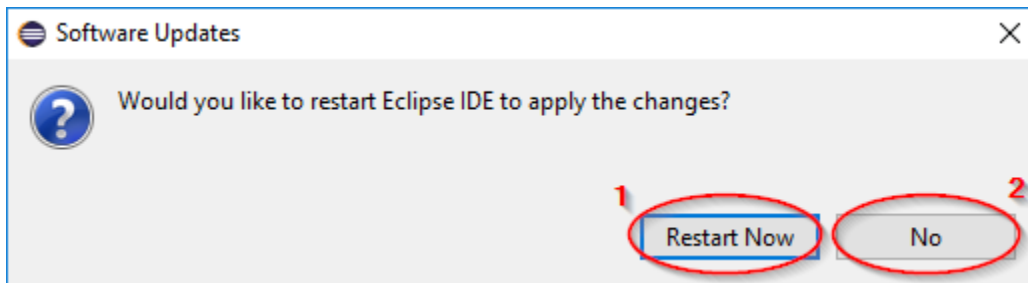 Software Updates
Would you like to restart Eclipse IDE to apply the changes?
1
2
Restart Now
No